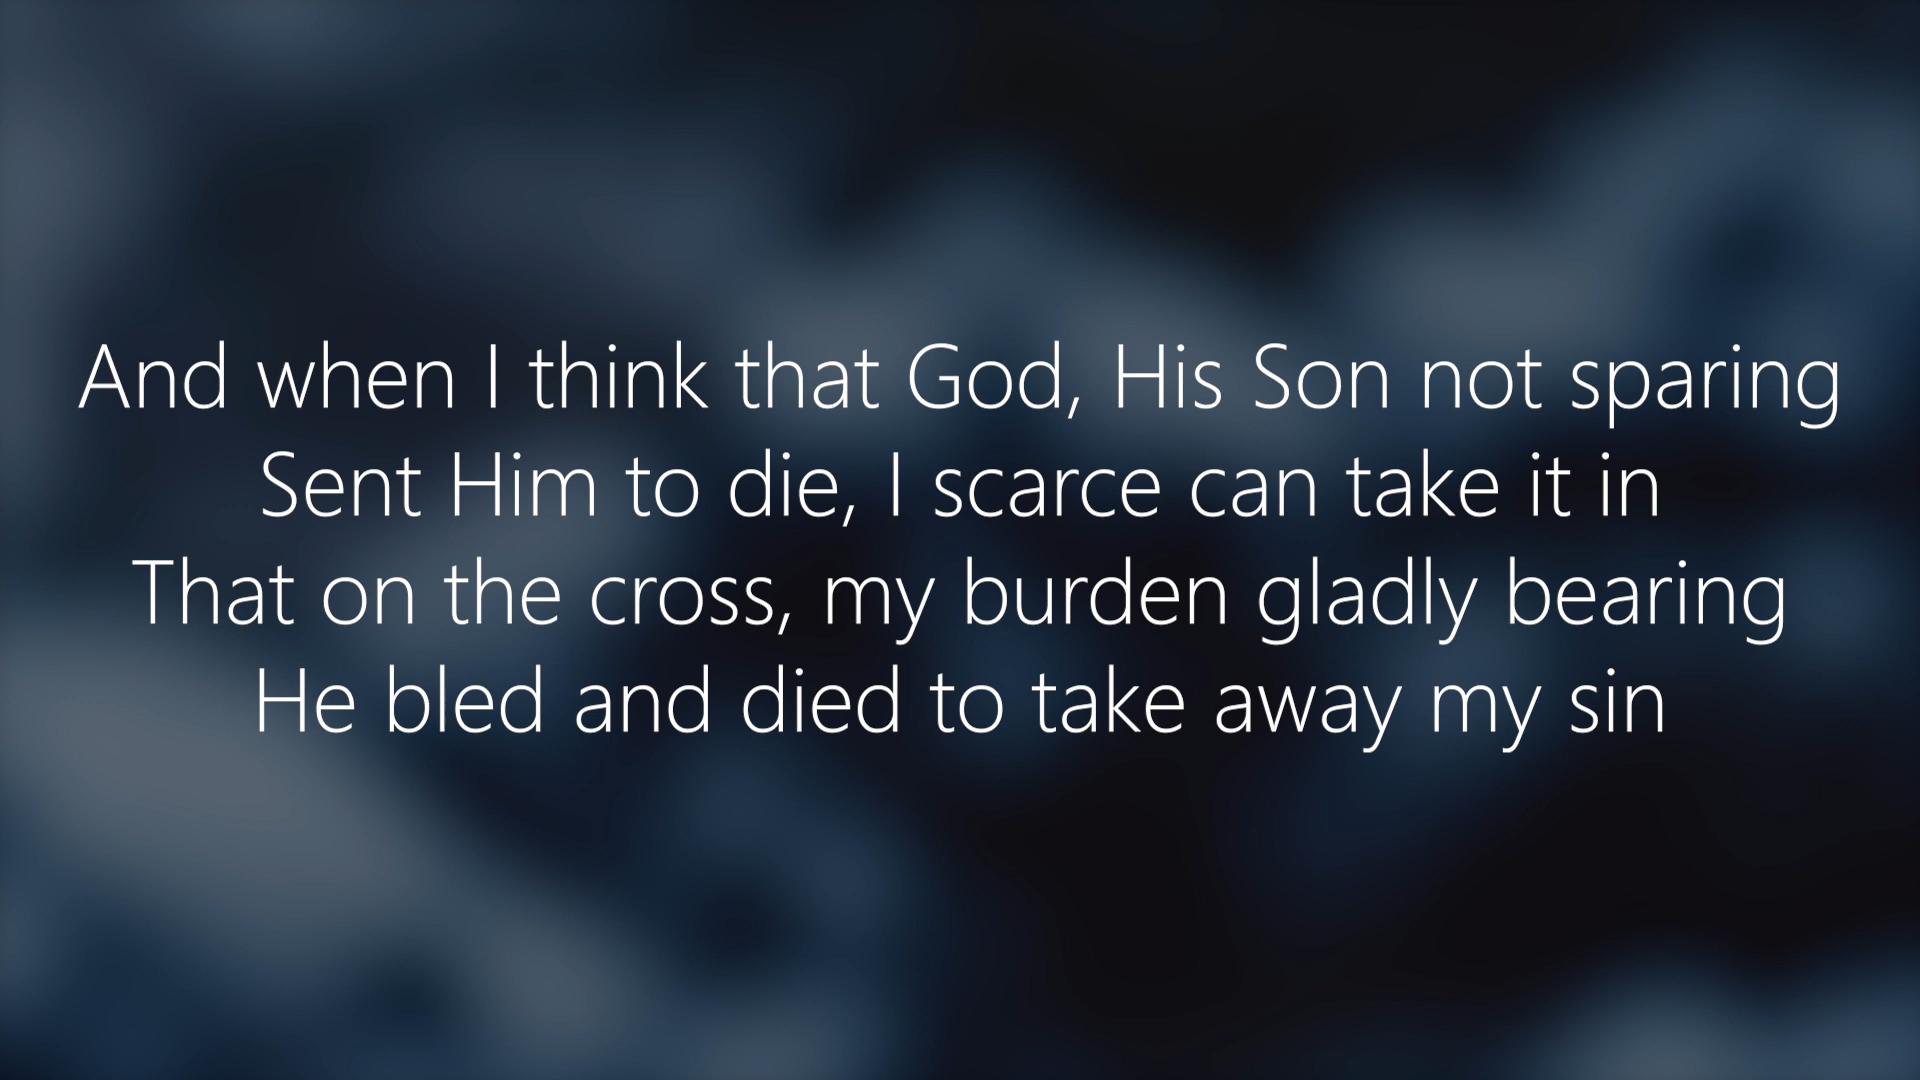 And when I think that God, His Son not sparing
Sent Him to die, I scarce can take it in
That on the cross, my burden gladly bearing
He bled and died to take away my sin